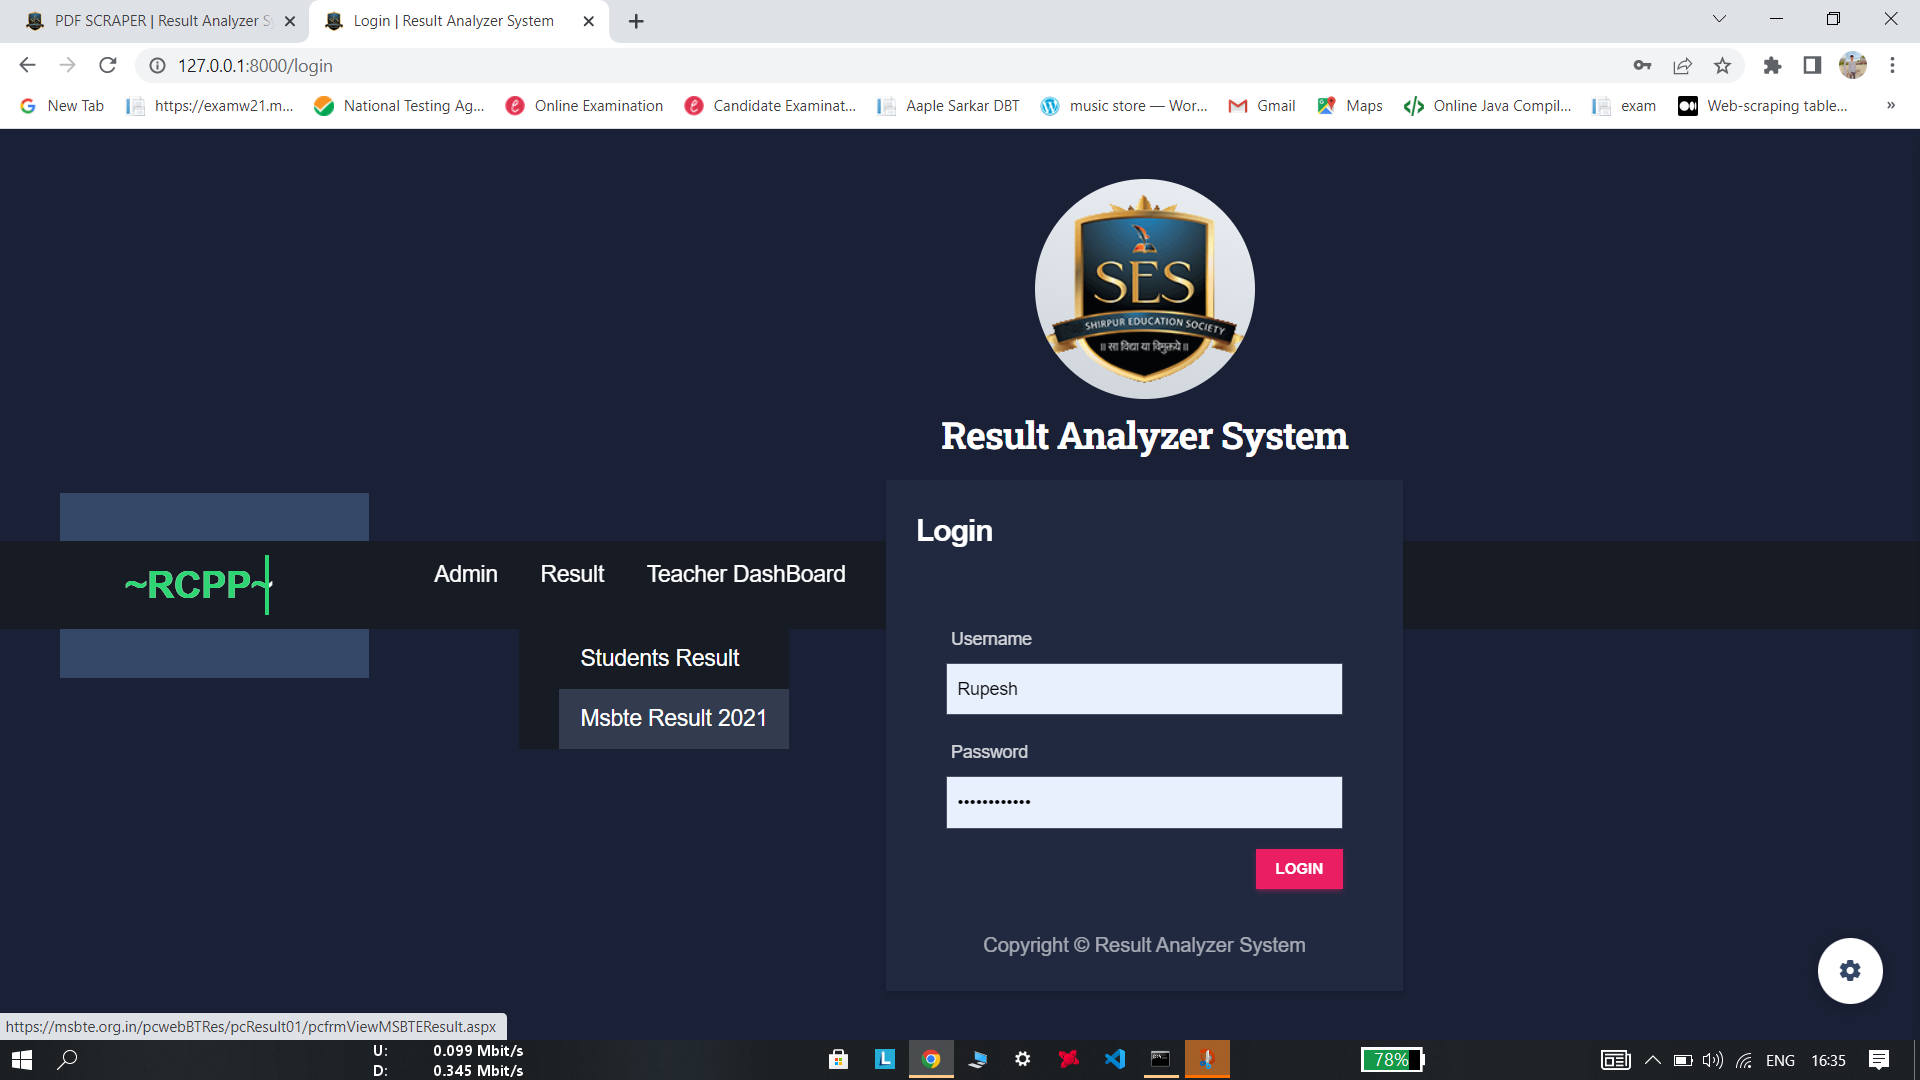 PDF SCRAPER | Result Analyzer S
Login | Result Analyzer System
127.0.0.1:8000/login
New Tab
https://examw21.m...
National Testing Ag...
Online Examination
Candidate Examinat...
Aaple Sarkar DBT
music store — Wor...
Gmail
Maps
Online Java Compil...
exam
Web-scraping table...
»
SES
SHIRPUR EDUCATION SOCIETY
॥ सा विद्या या विमुक्तये ॥
Result Analyzer System
Login
~RCPP~
Admin
Result
Teacher DashBoard
Students Result
Msbte Result 2021
Username
Rupesh
Password
••••••••••••
LOGIN
Copyright © Result Analyzer System
https://msbte.org.in/pcwebBTRes/pcResult01/pcfrmViewMSBTEResult.aspx
U: 0.099 Mbit/s
D: 0.345 Mbit/s
L
78%
ENG
16:35